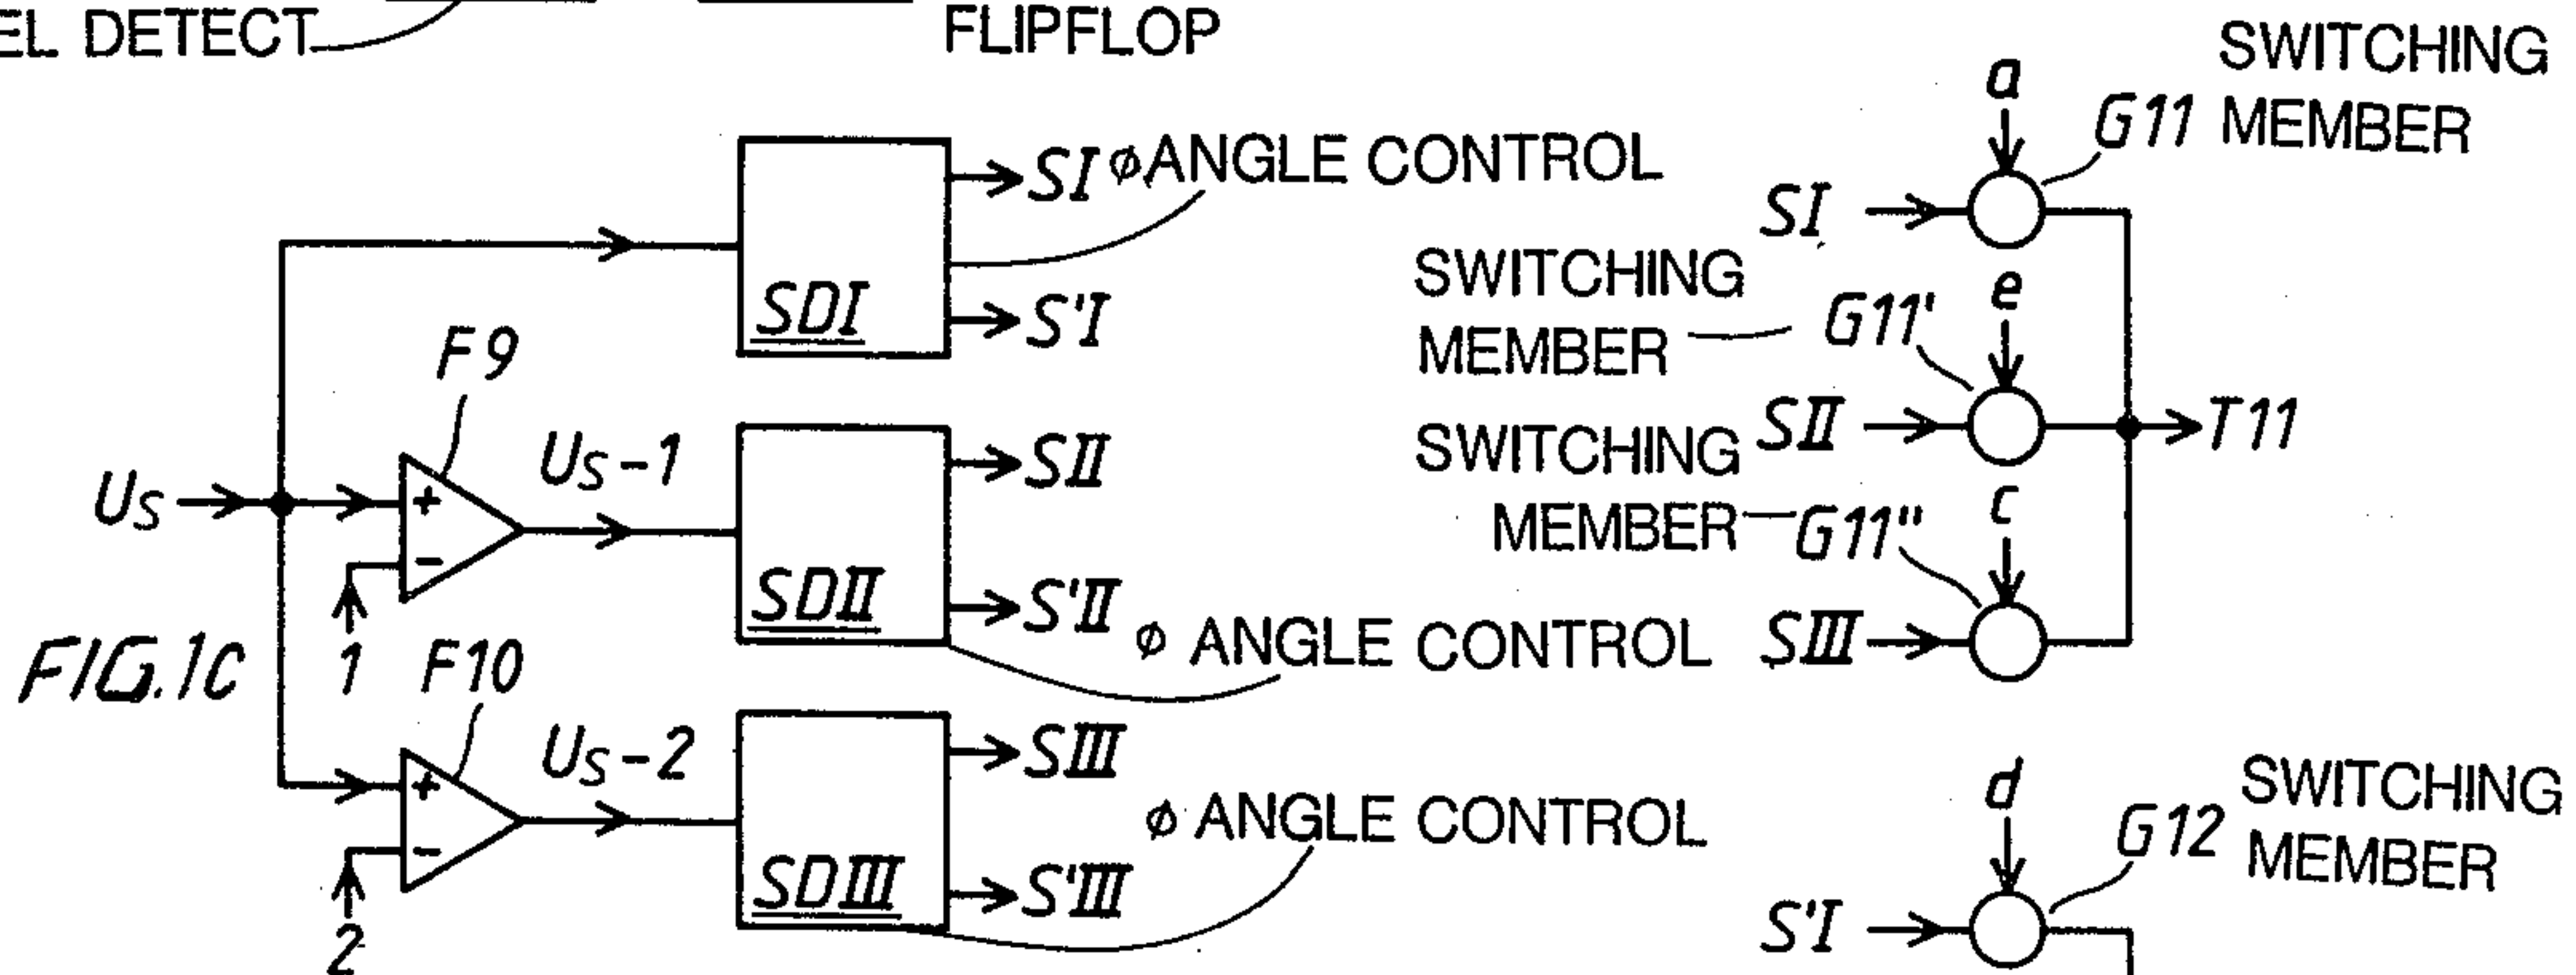 EL DETECT
FLIPFLOP
SWITCHING
MEMBER
a
G11
SI
φ ANGLE CONTROL
SI
SDI
S'I
SWITCHING
MEMBER
G11'
e
F9
US-1
SII
SII
T11
SWITCHING
MEMBER
G11"
c
US
+
-
1
SDII
S'II
φ ANGLE CONTROL
SIII
FIG.1c
F10
US-2
SIII
+
-
2
SDIII
S'III
φ ANGLE CONTROL
d
G12
SWITCHING
MEMBER
S'I